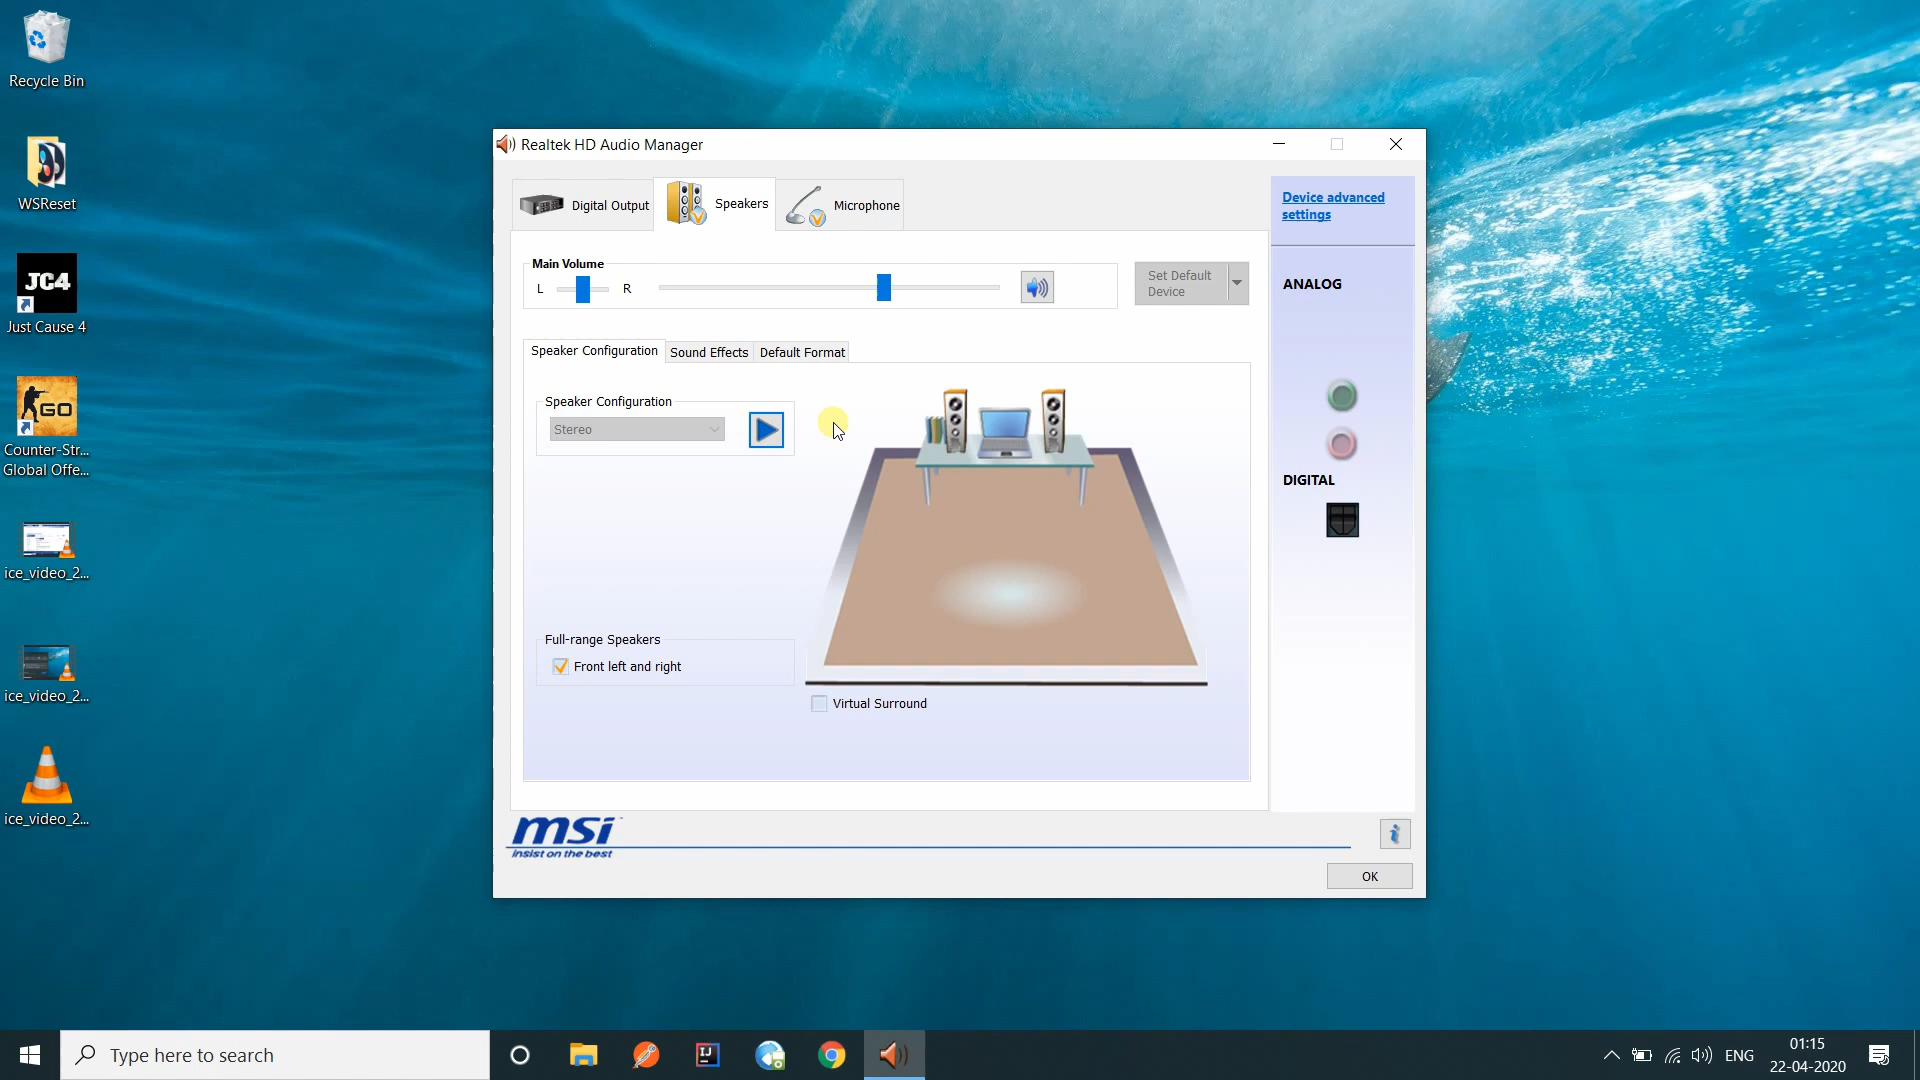 Recycle Bin
WSReset
JC4
Just Cause 4
GO
Counter-Str...
Global Offe...
ice_video_2...
ice_video_2...
ice_video_2...
Realtek HD Audio Manager
Digital Output
Speakers
Microphone
Device advanced
settings
Main Volume
L
R
Set Default
Device
ANALOG
Speaker Configuration
Sound Effects
Default Format
Speaker Configuration
Stereo
DIGITAL
Full-range Speakers
Front left and right
Virtual Surround
msi
insist on the best
i
OK
Type here to search
IJ
ENG
01:15
22-04-2020